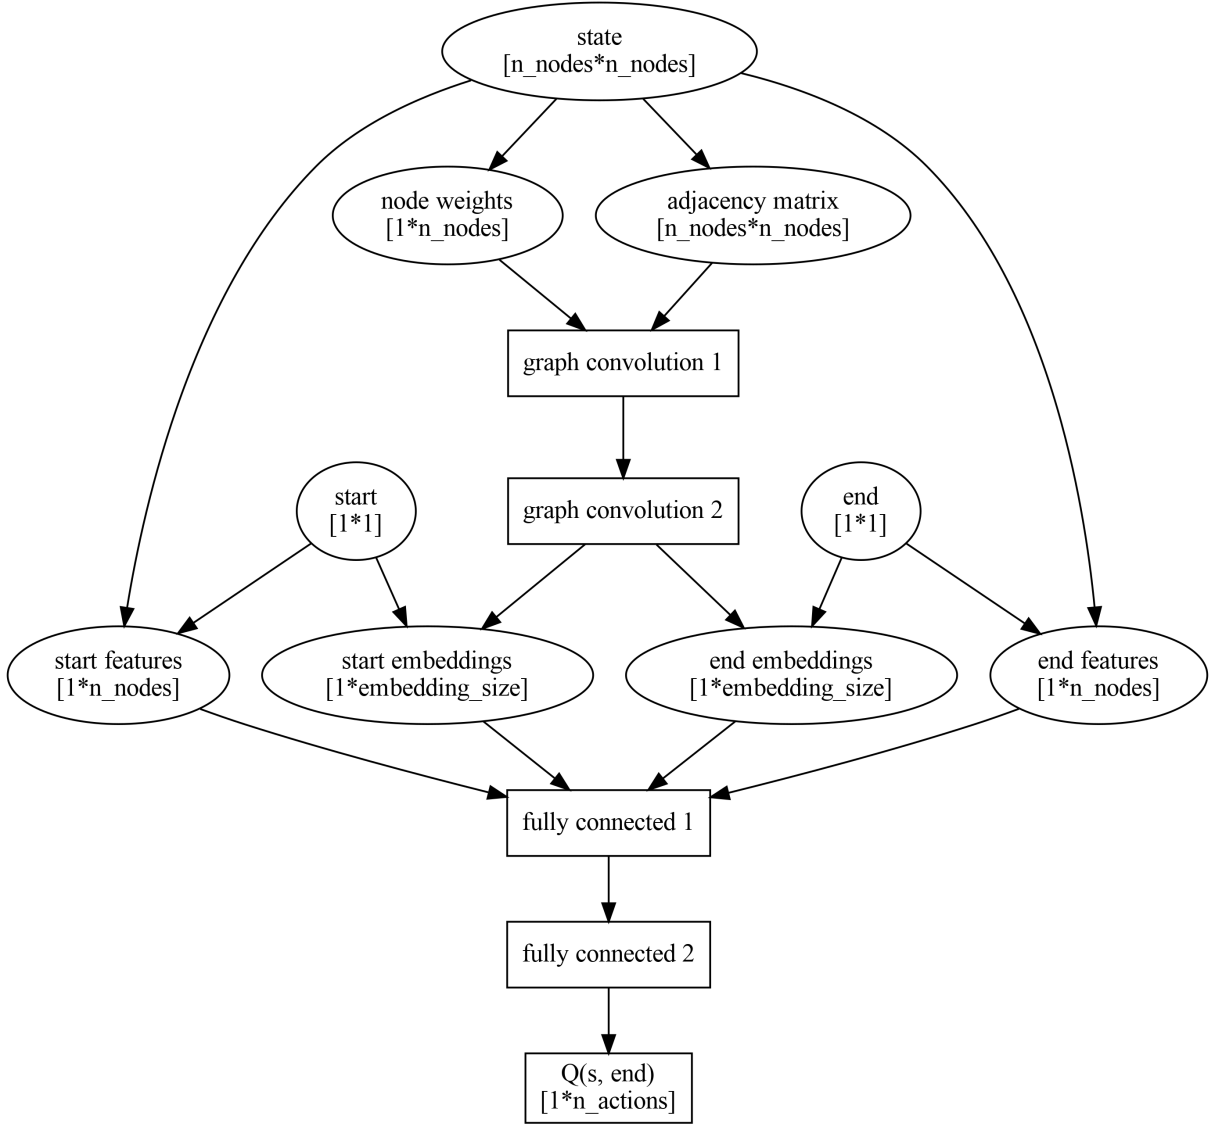 state
[n_nodes*n_nodes]
node weights
[1*n_nodes]
adjacency matrix
[n_nodes*n_nodes]
graph convolution 1
start
[1*1]
graph convolution 2
end
[1*1]
start features
[1*n_nodes]
start embeddings
[1*embedding_size]
end embeddings
[1*embedding_size]
end features
[1*n_nodes]
fully connected 1
fully connected 2
Q(s, end)
[1*n_actions]